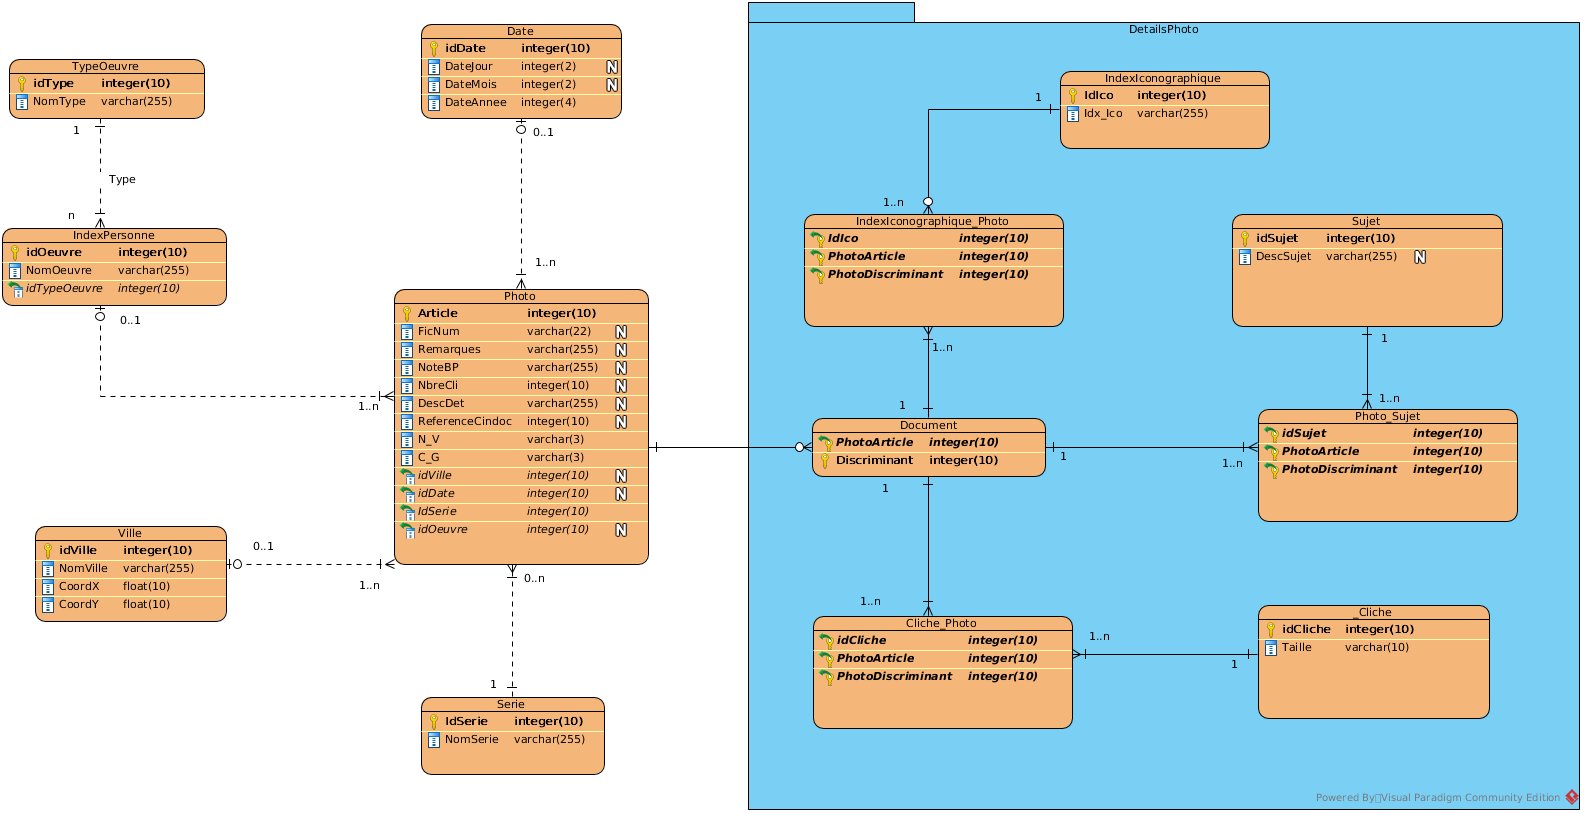 TypeOeuvre
idType integer(10)
NomType varchar(255)
1
Type
n
IndexPersonne
idOeuvre integer(10)
NomOeuvre varchar(255)
idTypeOeuvre integer(10)
0..1
1..n
Date
idDate integer(10)
DateJour integer(2) N
DateMois integer(2) N
DateAnnee integer(4)
0..1
1..n
Photo
Article integer(10)
FicNum varchar(22) N
Remarques varchar(255) N
NoteBP varchar(255) N
NbreCli integer(10) N
DescDet varchar(255) N
ReferenceCindoc integer(10) N
N_V varchar(3)
C_G varchar(3)
idVille integer(10) N
idDate integer(10) N
IdSerie integer(10)
idOeuvre integer(10) N
Ville
idVille integer(10)
NomVille varchar(255)
CoordX float(10)
CoordY float(10)
0..1
1..n
0..n
1
Serie
IdSerie integer(10)
NomSerie varchar(255)
DetailsPhoto
IndexIconographique
IdIco integer(10)
Idx_Ico varchar(255)
1
1..n
IndexIconographique_Photo
IdIco integer(10)
PhotoArticle integer(10)
PhotoDiscriminant integer(10)
1..n
1
Sujet
idSujet integer(10)
DescSujet varchar(255) N
1
1..n
Document
PhotoArticle integer(10)
Discriminant integer(10)
1
1..n
Photo_Sujet
idSujet integer(10)
PhotoArticle integer(10)
PhotoDiscriminant integer(10)
1
1..n
Cliche_Photo
idCliche integer(10)
PhotoArticle integer(10)
PhotoDiscriminant integer(10)
1..n
1
_Cliche
idCliche integer(10)
Taille varchar(10)
Powered By Visual Paradigm Community Edition